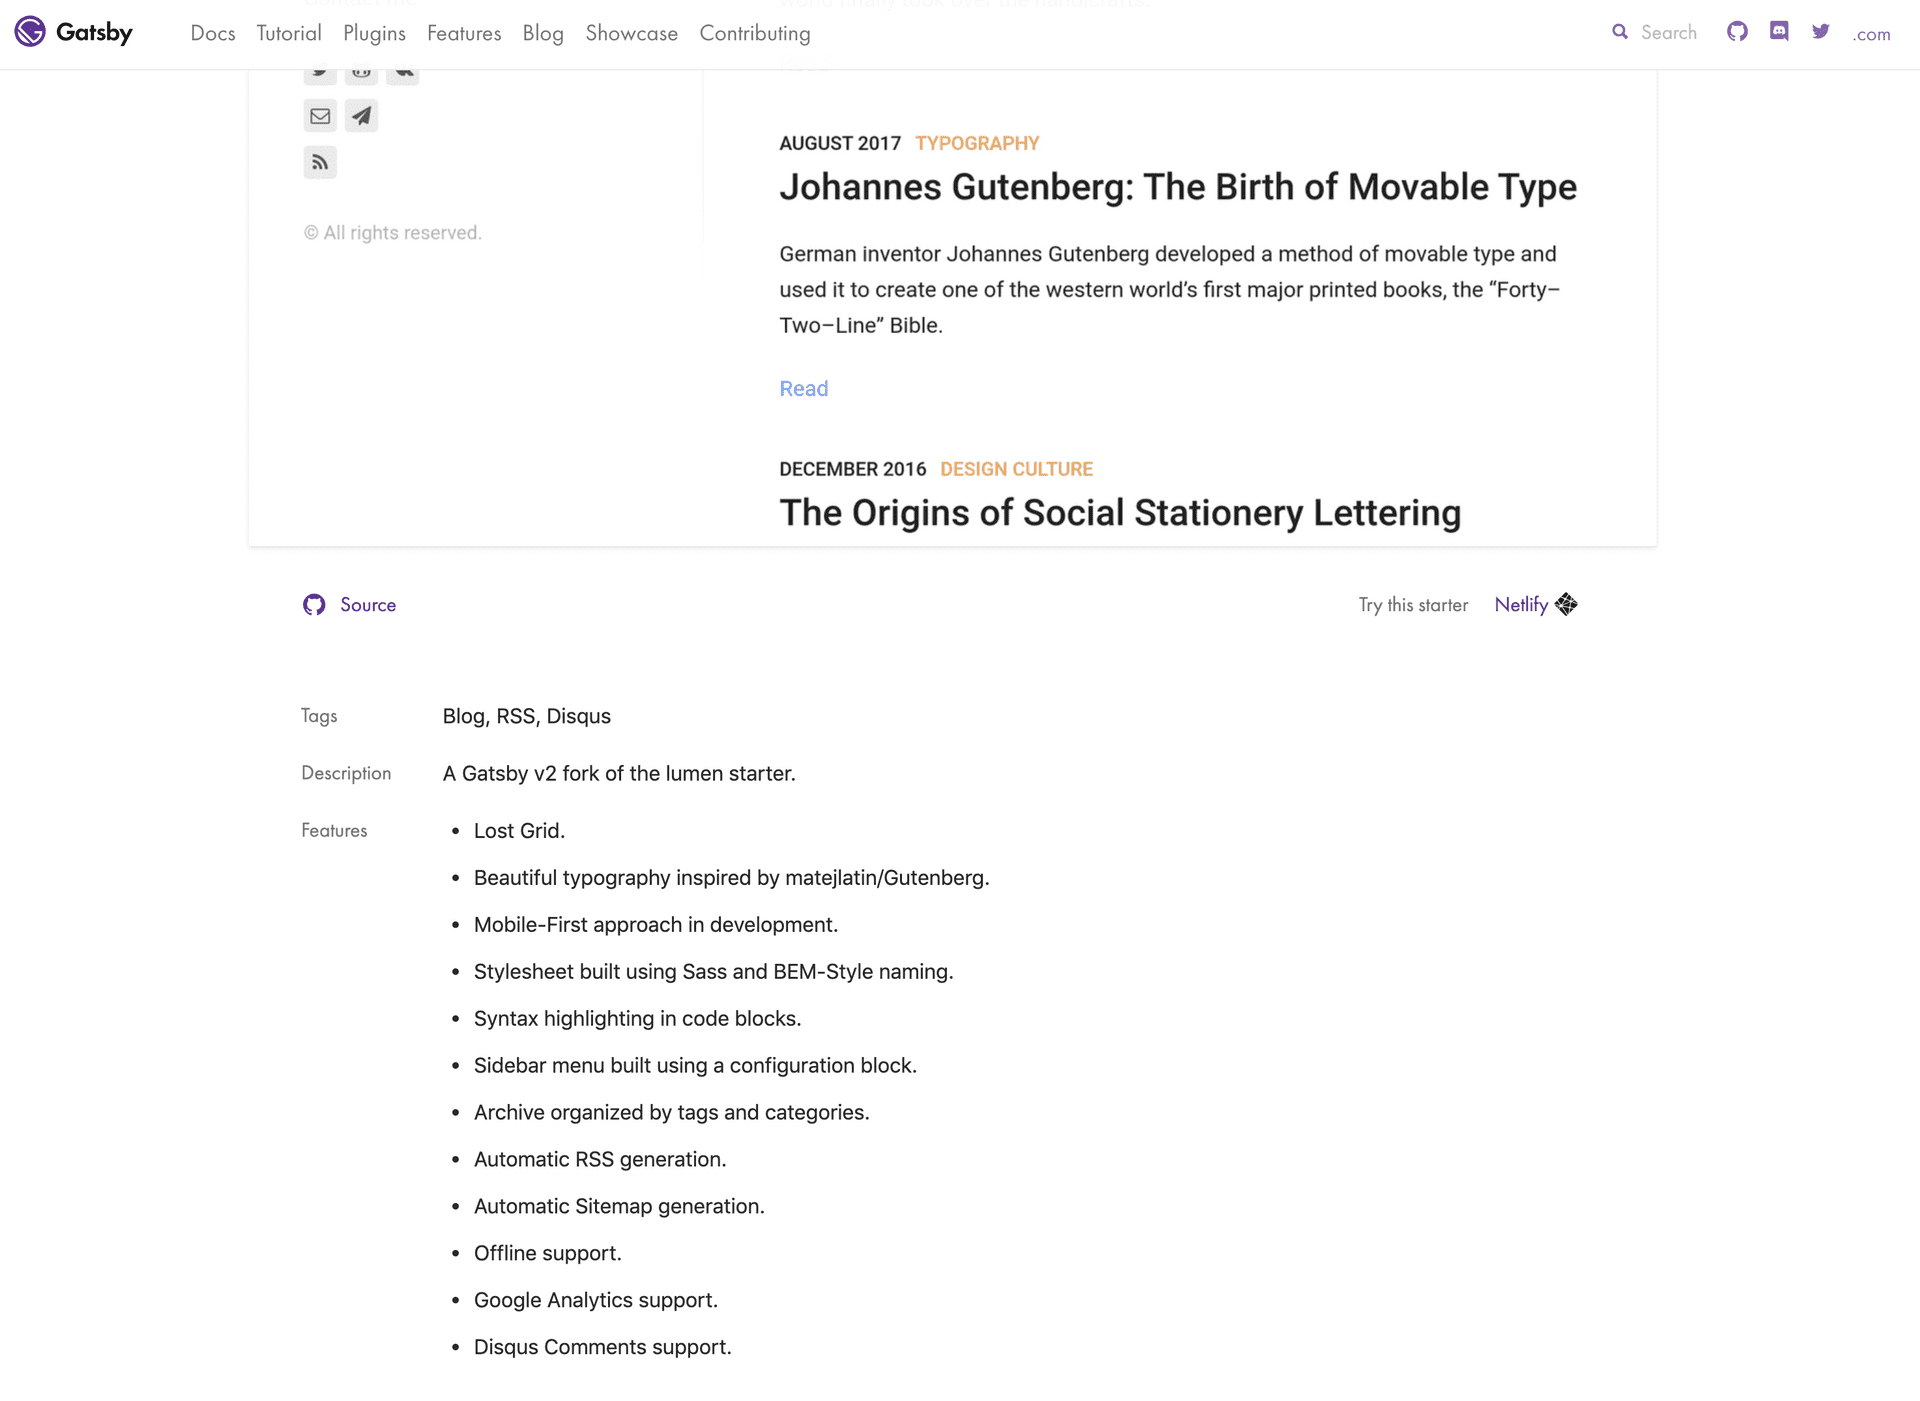 Gatsby
Docs Tutorial Plugins Features Blog Showcase Contributing
Search
.com
© All rights reserved.
AUGUST 2017 TYPOGRAPHY
Johannes Gutenberg: The Birth of Movable Type
German inventor Johannes Gutenberg developed a method of movable type and
used it to create one of the western world’s first major printed books, the “Forty–
Two–Line” Bible.
Read
DECEMBER 2016 DESIGN CULTURE
The Origins of Social Stationery Lettering
Source
Try this starter Netlify
Tags
Blog, RSS, Disqus
Description
A Gatsby v2 fork of the lumen starter.
Features
• Lost Grid.
• Beautiful typography inspired by matejlatin/Gutenberg.
• Mobile-First approach in development.
• Stylesheet built using Sass and BEM-Style naming.
• Syntax highlighting in code blocks.
• Sidebar menu built using a configuration block.
• Archive organized by tags and categories.
• Automatic RSS generation.
• Automatic Sitemap generation.
• Offline support.
• Google Analytics support.
• Disqus Comments support.